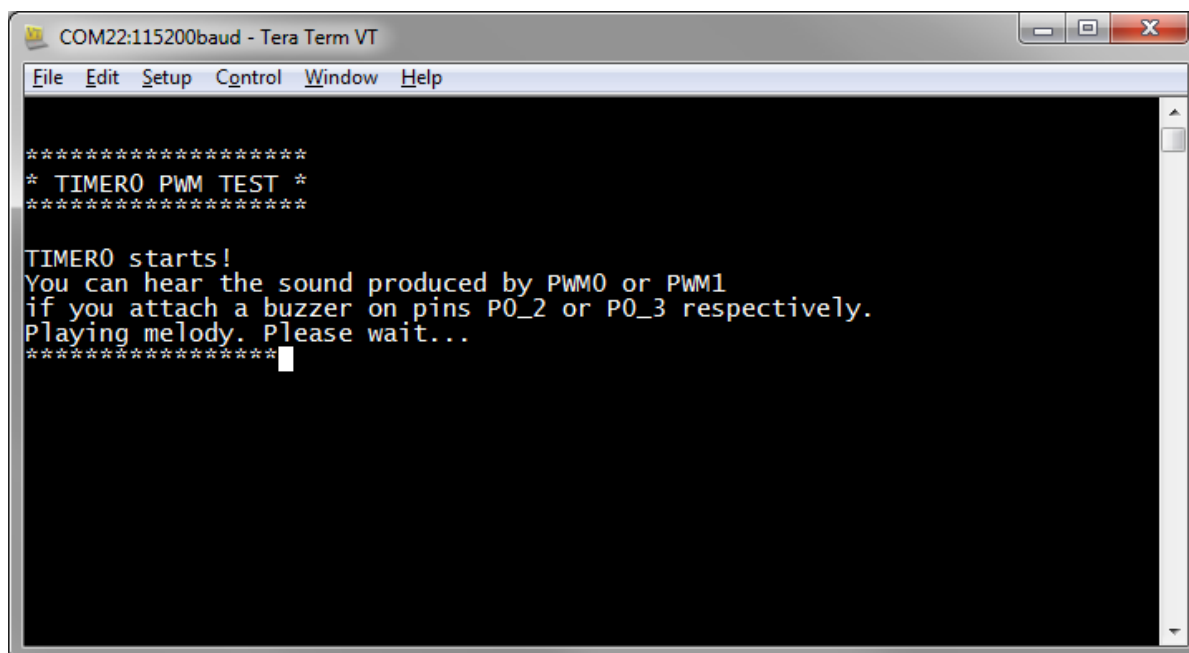 COM22:115200baud - Tera Term VT
File Edit Setup Control Window Help
*******************
* TIMER0 PWM TEST *
*******************
TIMER0 starts!
You can hear the sound produced by PWM0 or PWM1
if you attach a buzzer on pins P0_2 or P0_3 respectively.
Playing melody. Please wait...
*****************